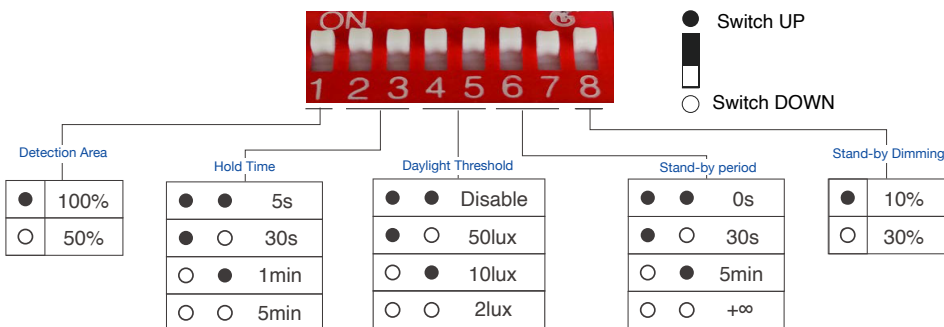 ON
1 2 3 4 5 6 7 8
Switch UP
Switch DOWN
Detection Area
100%
50%
Hold Time
5s
30s
1min
5min
Daylight Threshold
Disable
50lux
10lux
2lux
Stand-by period
0s
30s
5min
+∞
Stand-by Dimming
10%
30%